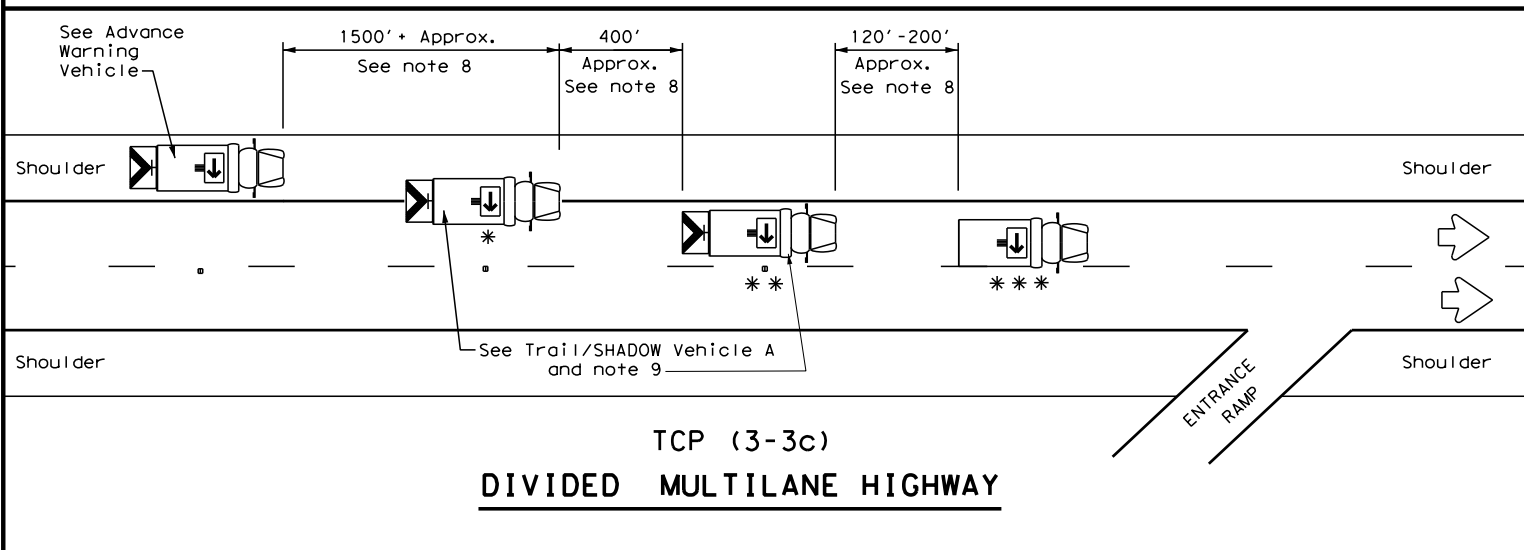 See Advance
Warning
Vehicle
1500'+ Approx.
See note 8
400'
Approx.
See note 8
120'-200'
Approx.
See note 8
Shoulder
Shoulder
*
* *
* * *
See Trail/SHADOW Vehicle A
and note 9
Shoulder
Shoulder
ENTRANCE
RAMP
TCP (3-3c)
DIVIDED MULTILANE HIGHWAY